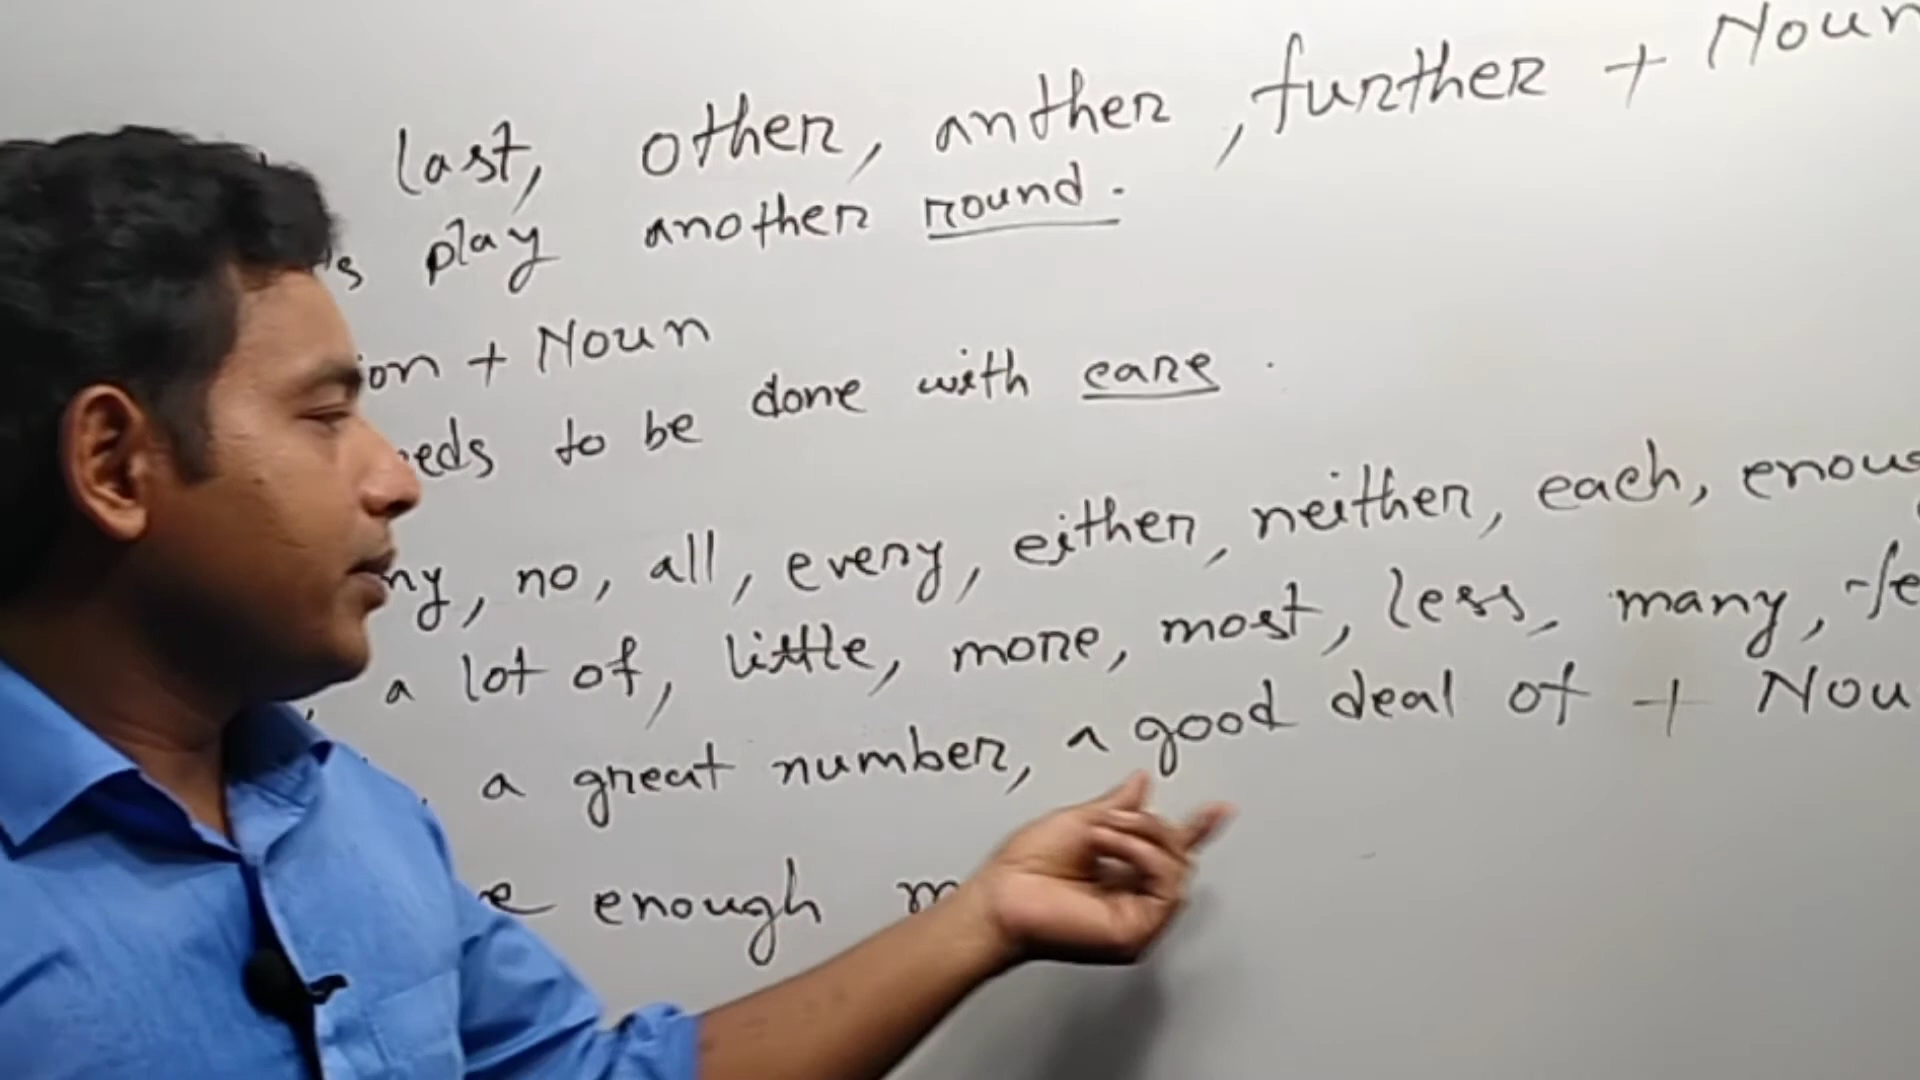 last, other, anther, further + Noun
's play another round.
ion + Noun
eds to be done with care.
ny, no, all, every, either, neither, each, enoug
a lot of, little, more, most, less, many, fe
a great number, a good deal of + Nou
e enough m